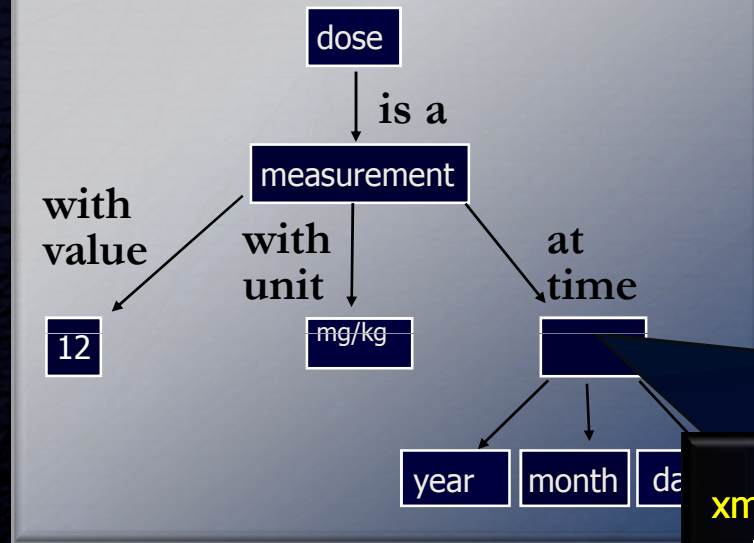 dose
is a
measurement
with
value
with
unit
at
time
12
mg/kg
year
month